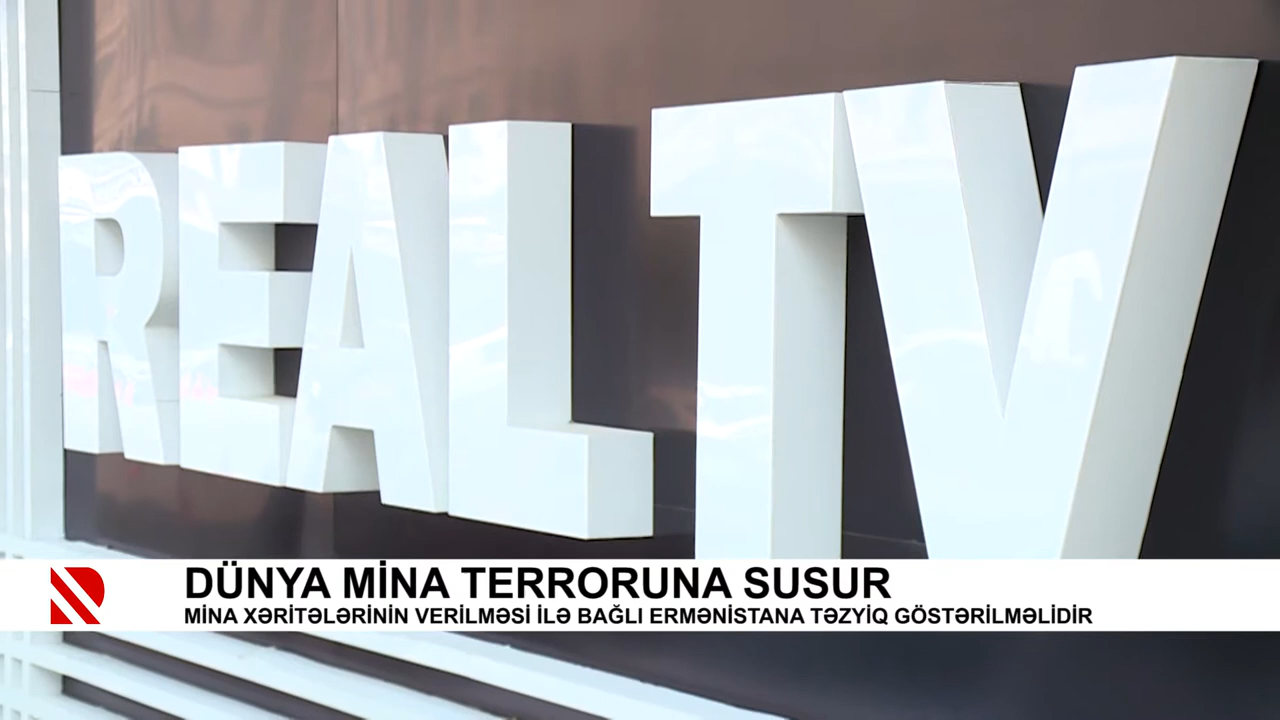 REAL TV
DÜNYA MİNA TERRORUNA SUSUR
MİNA XƏRİTƏLƏRİNİN VERİLMƏSİ İLƏ BAĞLI ERMƏNİSTANA TƏZYİQ GÖSTƏRİLMƏLİDİR